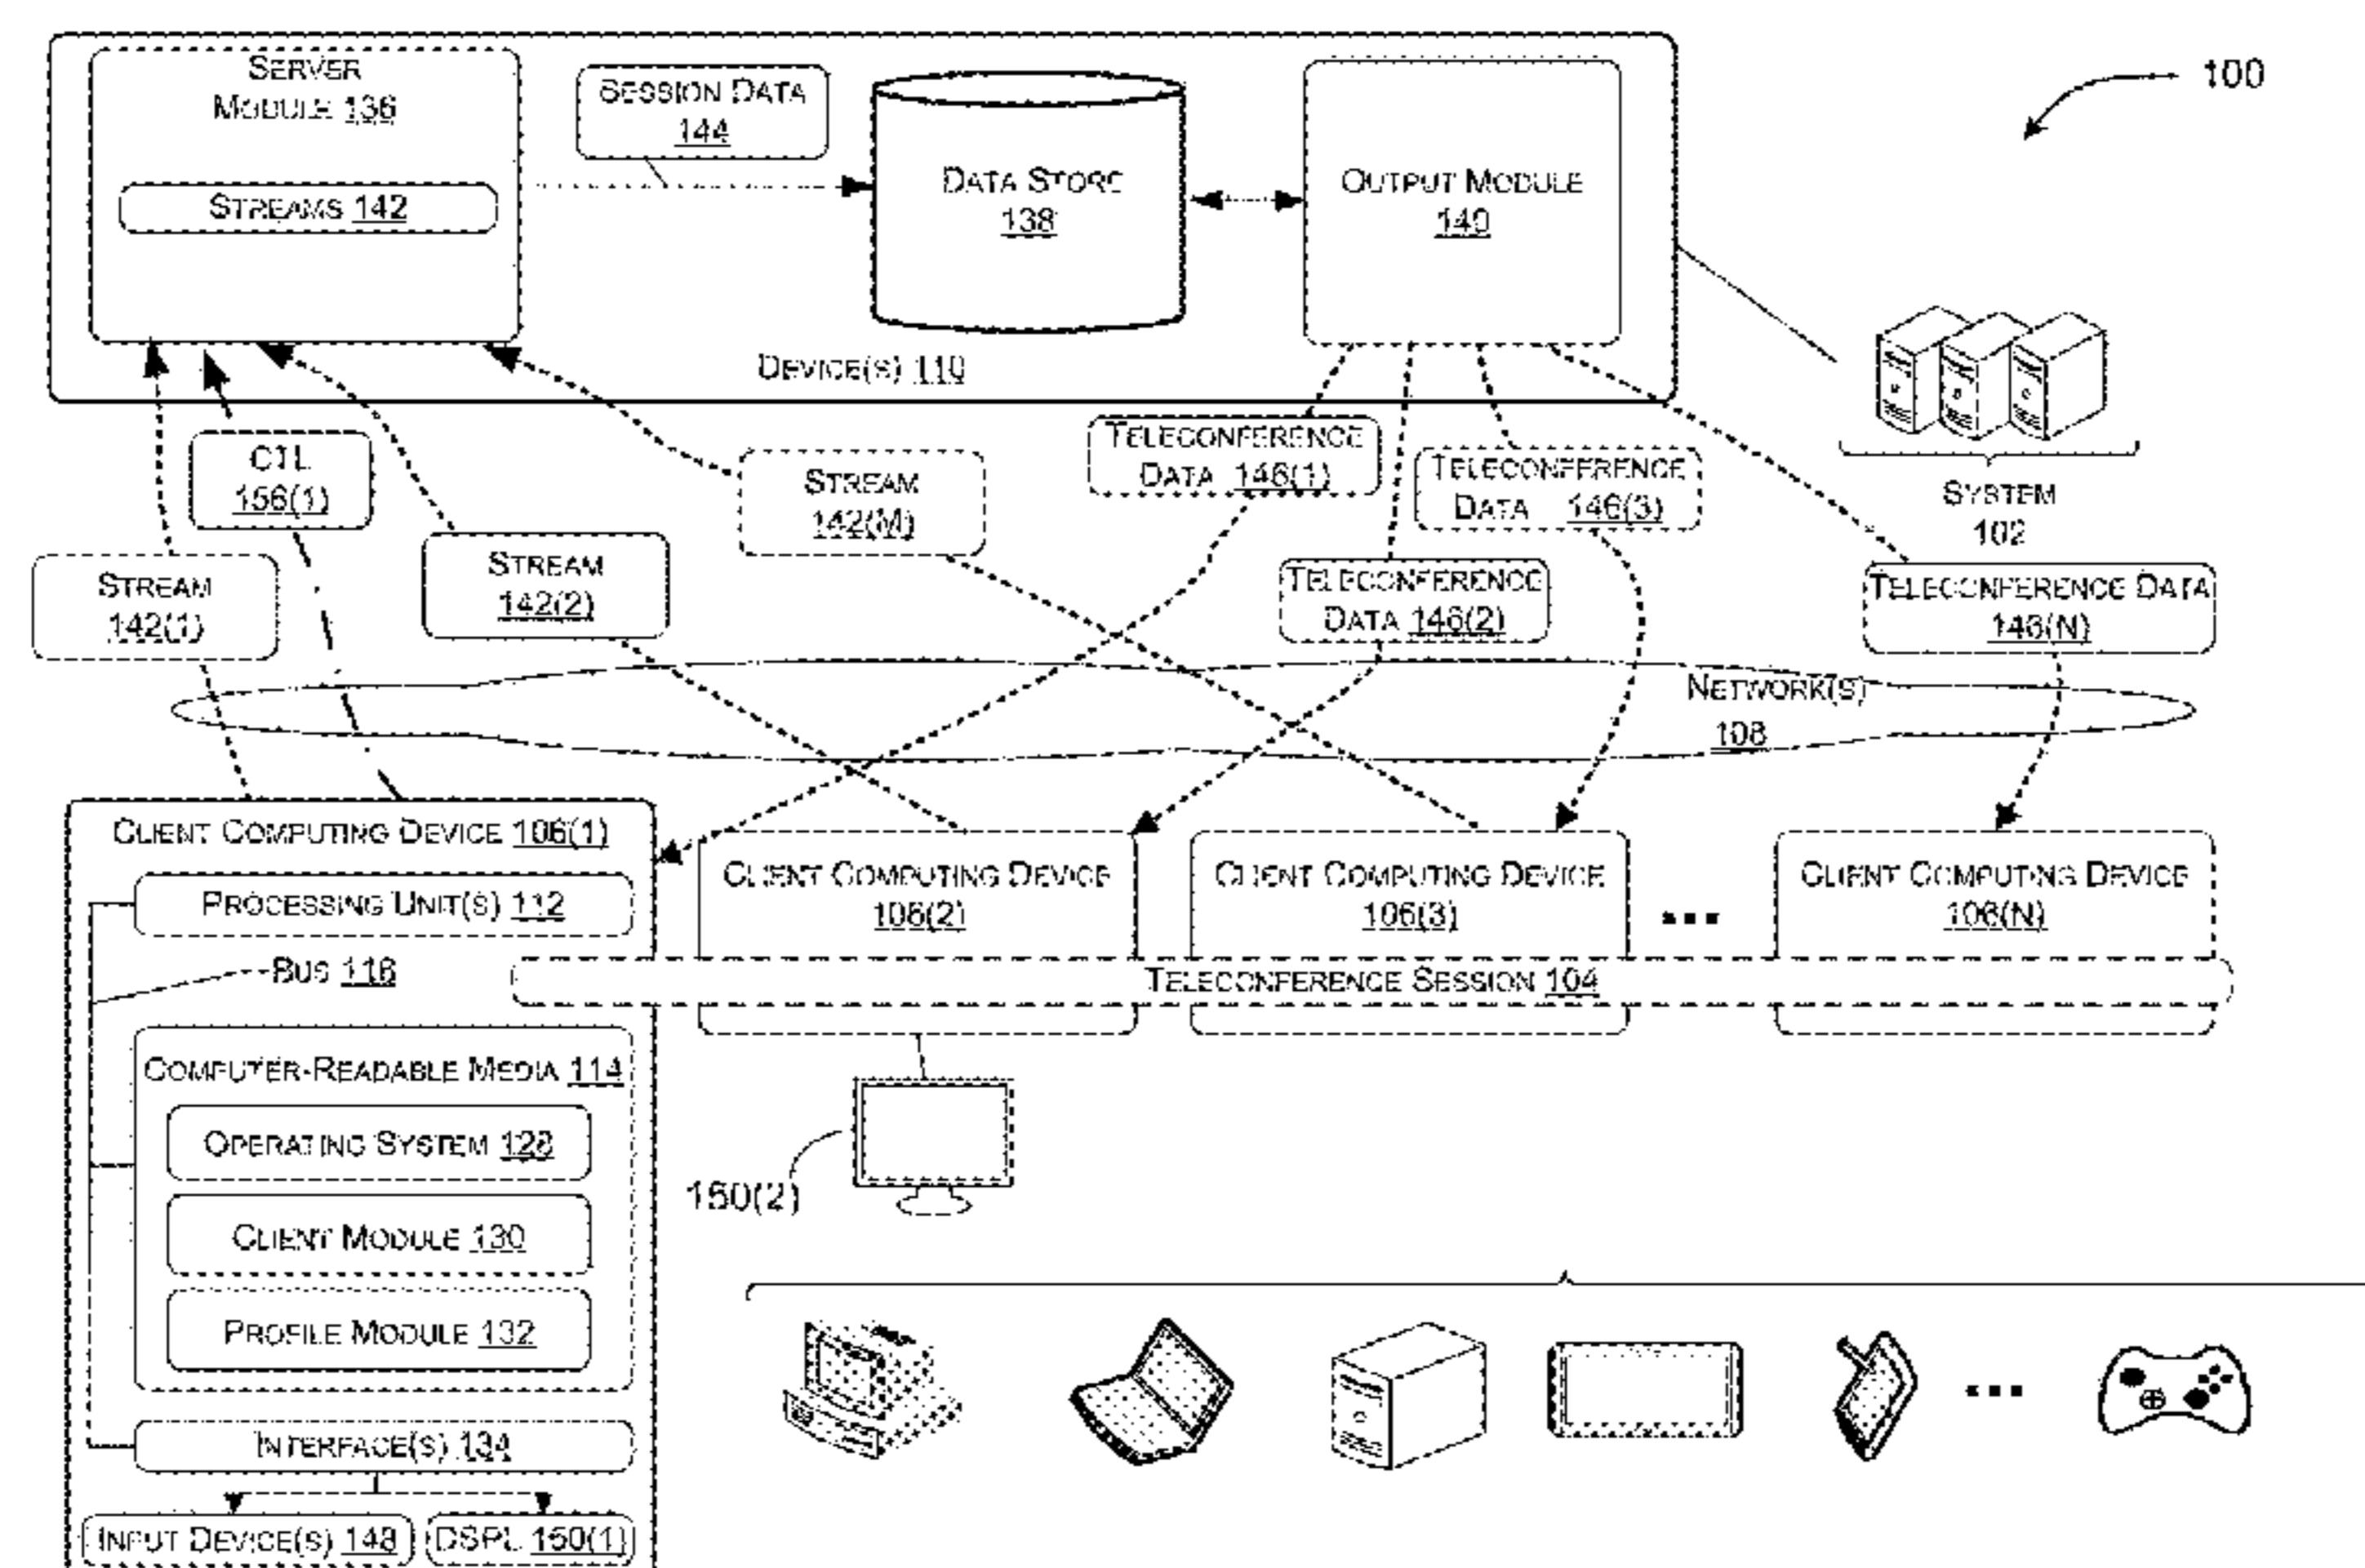 100
SERVER
MODULE 136
STREAMS 142
SESSION DATA
144
DATA STORE
138
OUTPUT MODULE
140
DEVICE(S) 110
SYSTEM
102
CTL
156(1)
STREAM
142(1)
STREAM
142(2)
STREAM
142(M)
TELECONFERENCE
DATA 146(1)
TELECONFERENCE
DATA 146(2)
TELECONFERENCE
DATA 146(3)
TELECONFERENCE DATA
146(N)
NETWORK(S)
108
CLIENT COMPUTING DEVICE 106(1)
PROCESSING UNIT(S) 112
BUS 116
COMPUTER-READABLE MEDIA 114
OPERATING SYSTEM 128
CLIENT MODULE 130
PROFILE MODULE 132
INTERFACE(S) 134
INPUT DEVICE(S) 148
DSPL 150(1)
CLIENT COMPUTING DEVICE
106(2)
CLIENT COMPUTING DEVICE
106(3)
...
CLIENT COMPUTING DEVICE
106(N)
TELECONFERENCE SESSION 104
150(2)
...